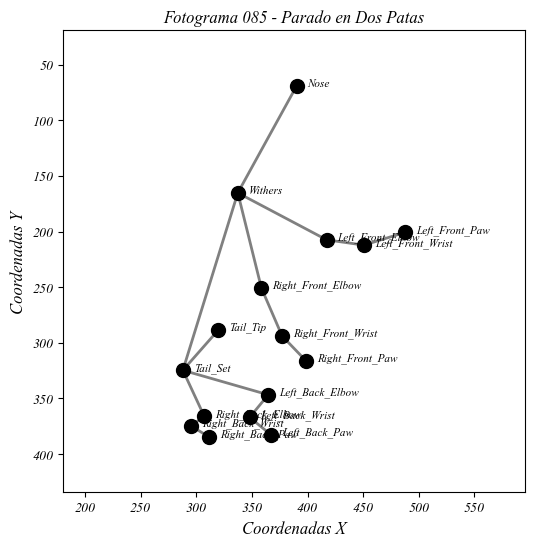 Fotograma 085 - Parado en Dos Patas
50
Nose
100
150
Withers
200
Left_Front_Paw
Left_Front_Elbow
Left_Front_Wrist
250
Right_Front_Elbow
Tail_Tip
Right_Front_Wrist
300
Right_Front_Paw
Tail_Set
Left_Back_Elbow
350
Right_Back_Elbow
Left_Back_Wrist
Right_Back_Wrist
Left_Back_Paw
Right_Back_Paw
400
200 250 300 350 400 450 500 550
Coordenadas X
Coordenadas Y